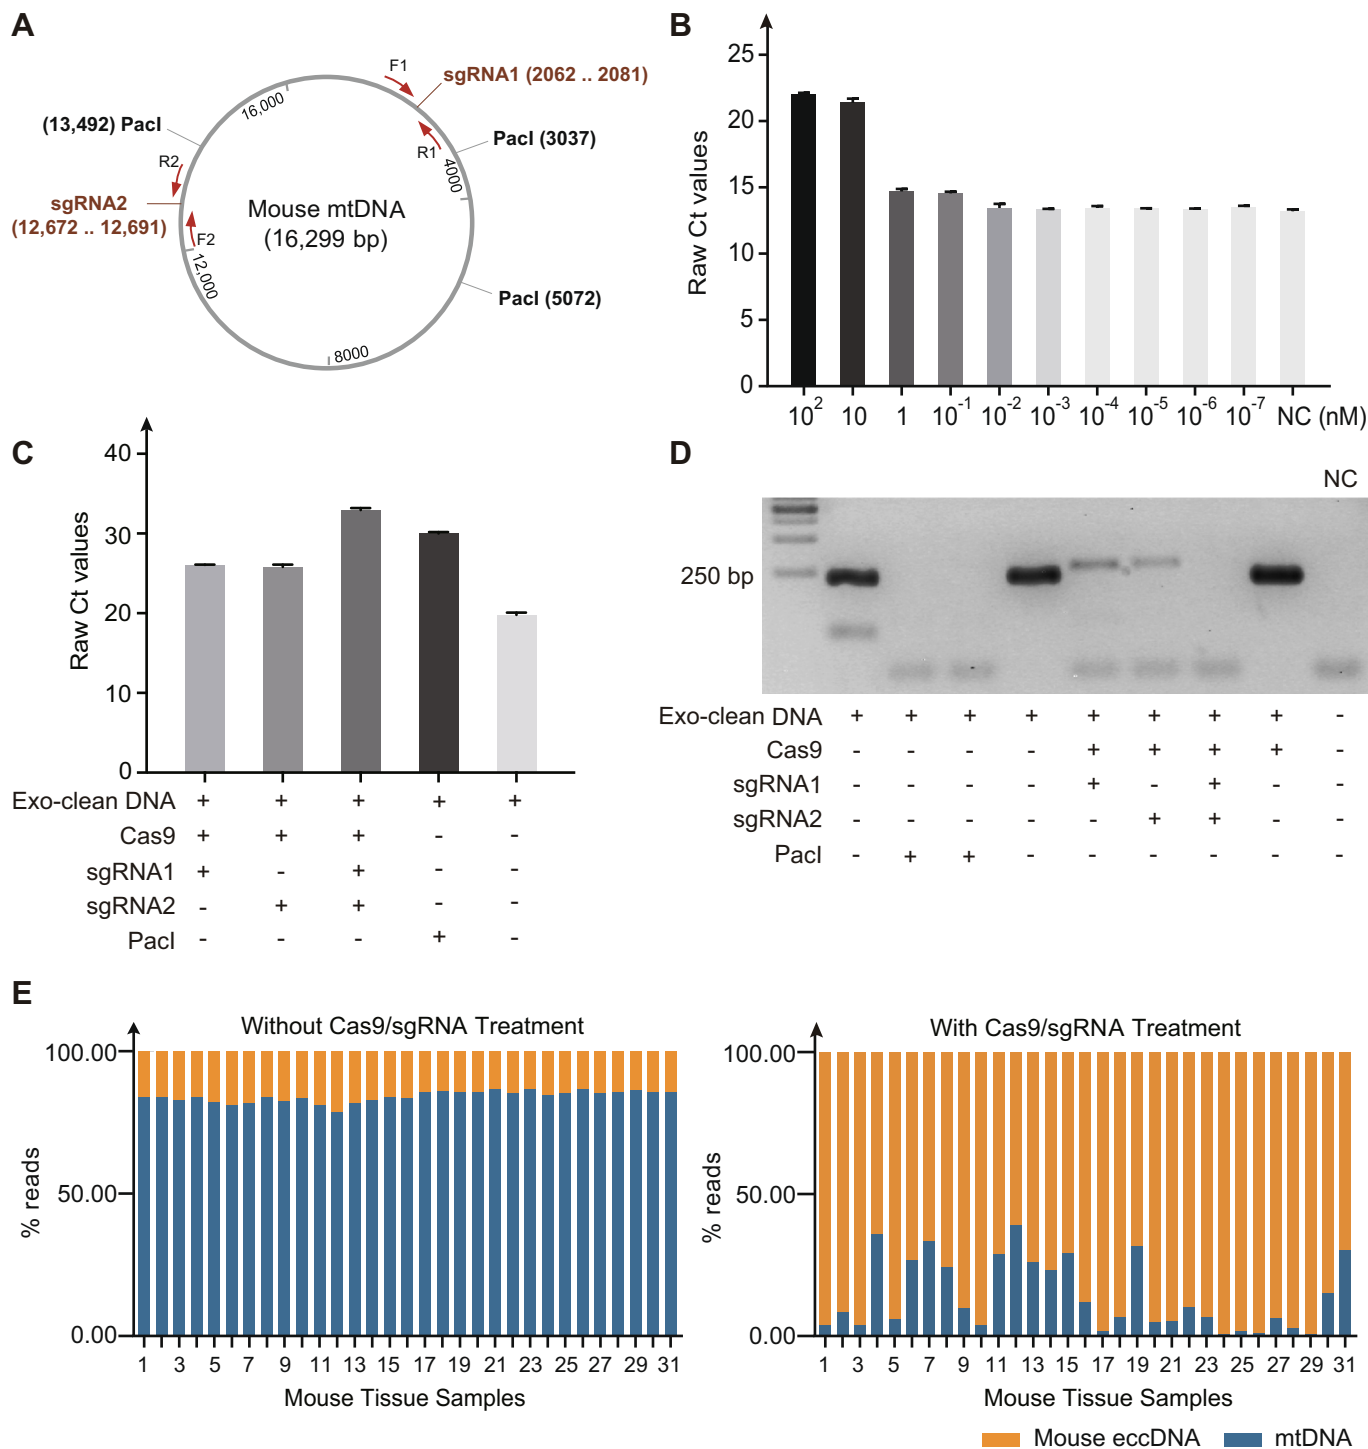 A
F1
sgRNA1 (2062 .. 2081)
16,000
(13,492) PacI
PacI (3037)
R1
4000
R2
sgRNA2
(12,672 .. 12,691)
Mouse mtDNA
(16,299 bp)
F2
12,000
PacI (5072)
8000
B
Raw Ct values
25
20
15
10
5
0
10² 10 1 10⁻¹ 10⁻² 10⁻³ 10⁻⁴ 10⁻⁵ 10⁻⁶ 10⁻⁷ NC (nM)
C
Raw Ct values
40
30
20
10
0
Exo-clean DNA + + + + +
Cas9 + + + - -
sgRNA1 + - + - -
sgRNA2 - + + - -
PacI - - - + -
D
NC
250 bp
Exo-clean DNA + + + + + + + + -
Cas9 - - - - + + + + -
sgRNA1 - - - - + - + - -
sgRNA2 - - - - - + + - -
PacI - + + - - - - - -
E
Without Cas9/sgRNA Treatment
% reads
100.00
50.00
0.00
1 3 5 7 9 11 13 15 17 19 21 23 25 27 29 31
Mouse Tissue Samples
With Cas9/sgRNA Treatment
% reads
100.00
50.00
0.00
1 3 5 7 9 11 13 15 17 19 21 23 25 27 29 31
Mouse Tissue Samples
Mouse eccDNA mtDNA